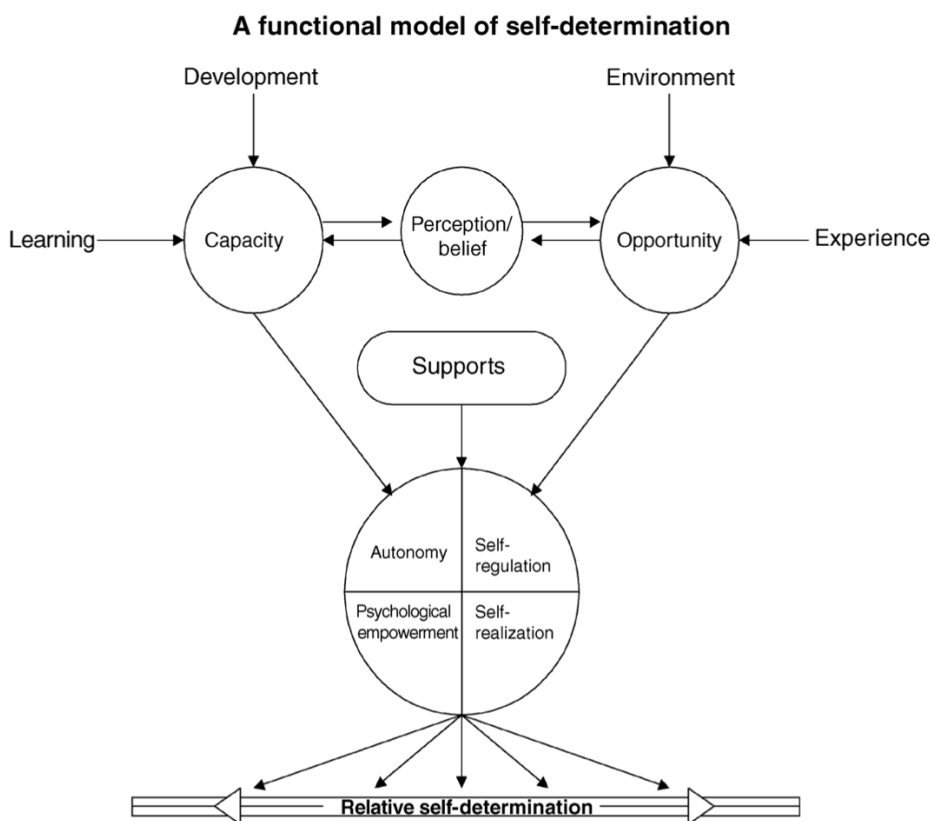 A functional model of self-determination
Development
Environment
Learning
Capacity
Perception/
belief
Opportunity
Experience
Supports
Autonomy
Self-
regulation
Psychological
empowerment
Self-
realization
Relative self-determination